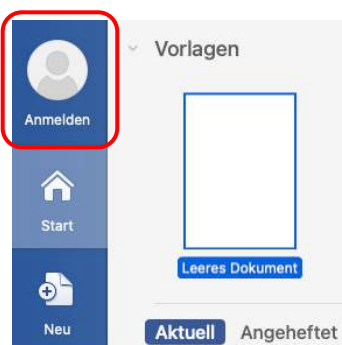 Vorlagen
Anmelden
Start
Leeres Dokument
Neu
Aktuell Angeheftet